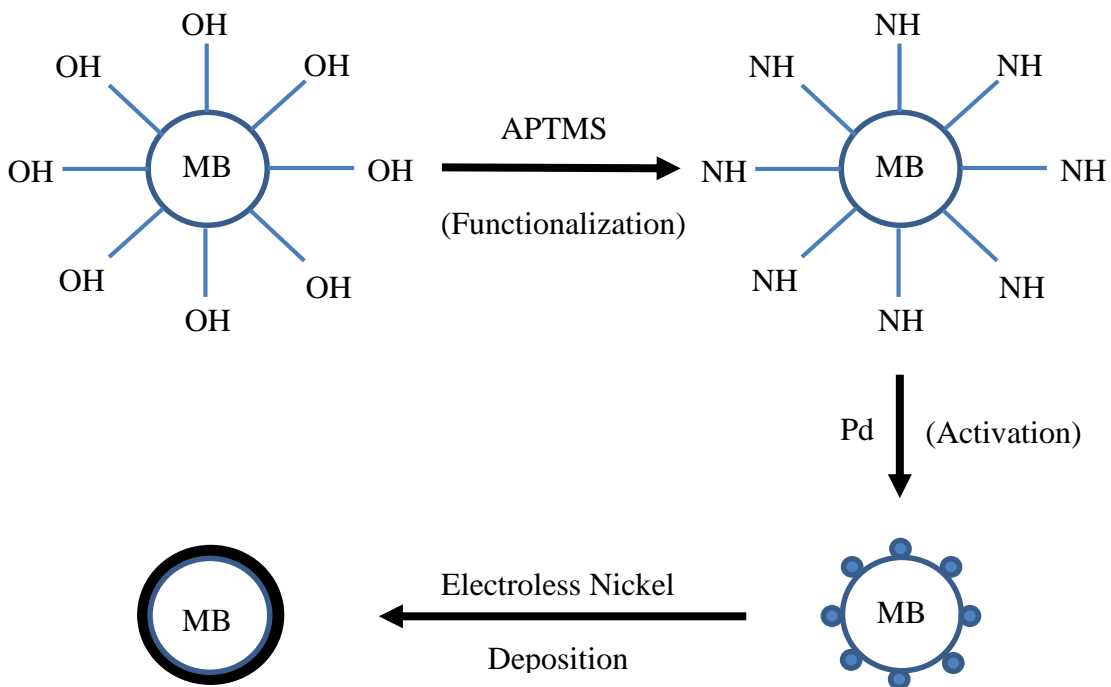 OH
OH
OH
OH
MB
OH
OH
OH
OH
APTMS
(Functionalization)
NH
NH
NH
NH
MB
NH
NH
NH
NH
Pd
(Activation)
MB
Electroless Nickel
Deposition
MB